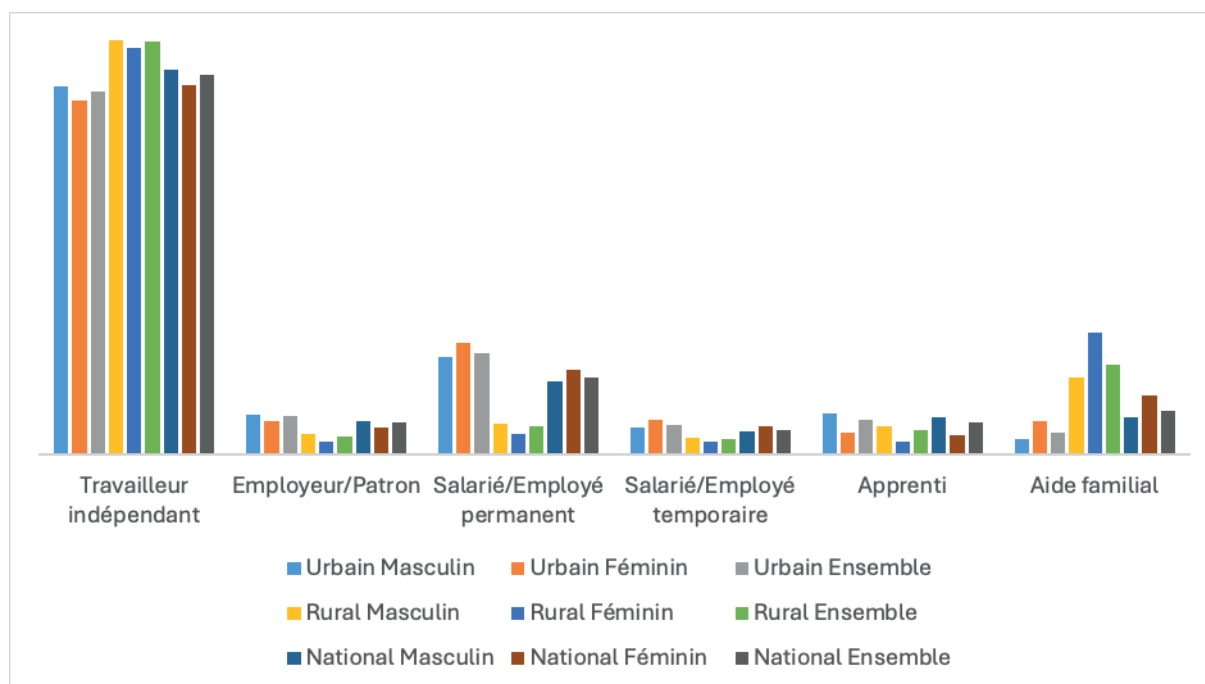 Travailleur indépendant
Employeur/Patron
Salarié/Employé permanent
Salarié/Employé temporaire
Apprenti
Aide familial
Urbain Masculin
Urbain Féminin
Urbain Ensemble
Rural Masculin
Rural Féminin
Rural Ensemble
National Masculin
National Féminin
National Ensemble